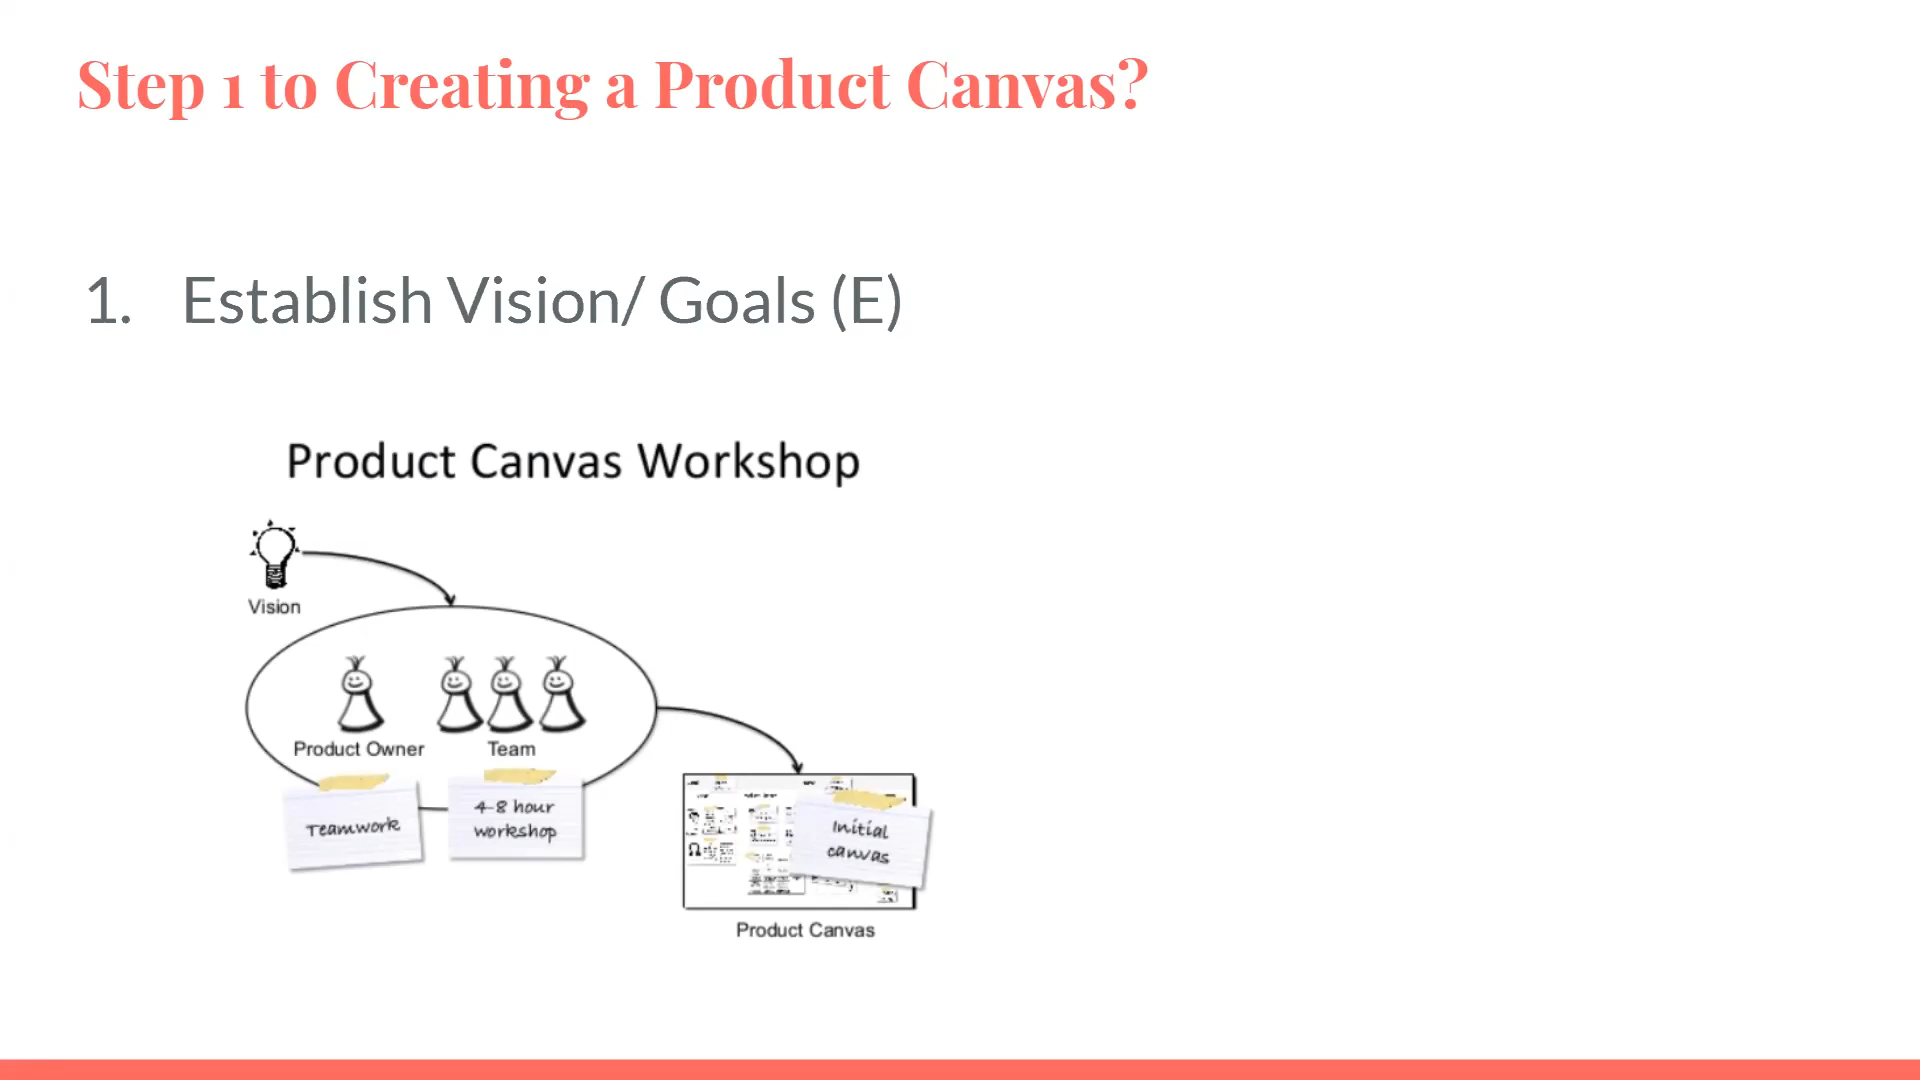 Step 1 to Creating a Product Canvas?
1. Establish Vision/ Goals (E)
Product Canvas Workshop
Vision
Product Owner
Team
Teamwork
4-8 hour
workshop
Initial
canvas
Product Canvas